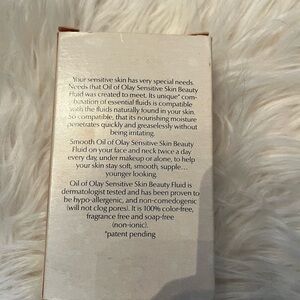 Your sensitive skin has very special needs.
Needs that Oil of Olay Sensitive Skin Beauty
Fluid was created to meet. Its unique* com-
bination of essential fluids is compatible
with the fluids naturally found in your skin.
So compatible, that its nourishing moisture
penetrates quickly and greaselessly without
being irritating.
Smooth Oil of Olay Sensitive Skin Beauty
Fluid on your face and neck twice a day
every day, under makeup or alone, to help
your skin stay soft, smooth, supple...
younger looking.
Oil of Olay Sensitive Skin Beauty Fluid is
dermatologist tested and has been proven to
be hypo-allergenic, and non-comedogenic
(will not clog pores). It is 100% color-free,
fragrance free and soap-free
(non-ionic).
*patent pending